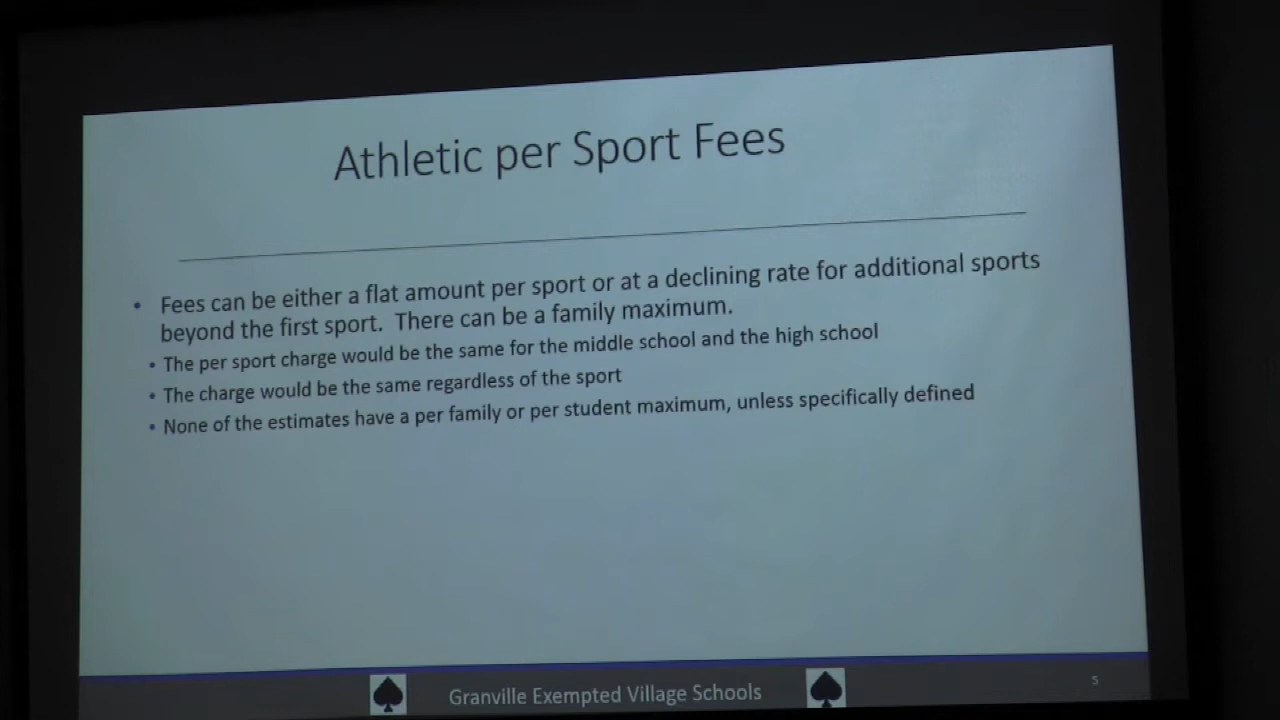 Athletic per Sport Fees
• Fees can be either a flat amount per sport or at a declining rate for additional sports
beyond the first sport. There can be a family maximum.
• The per sport charge would be the same for the middle school and the high school
• The charge would be the same regardless of the sport
• None of the estimates have a per family or per student maximum, unless specifically defined
Granville Exempted Village Schools
5